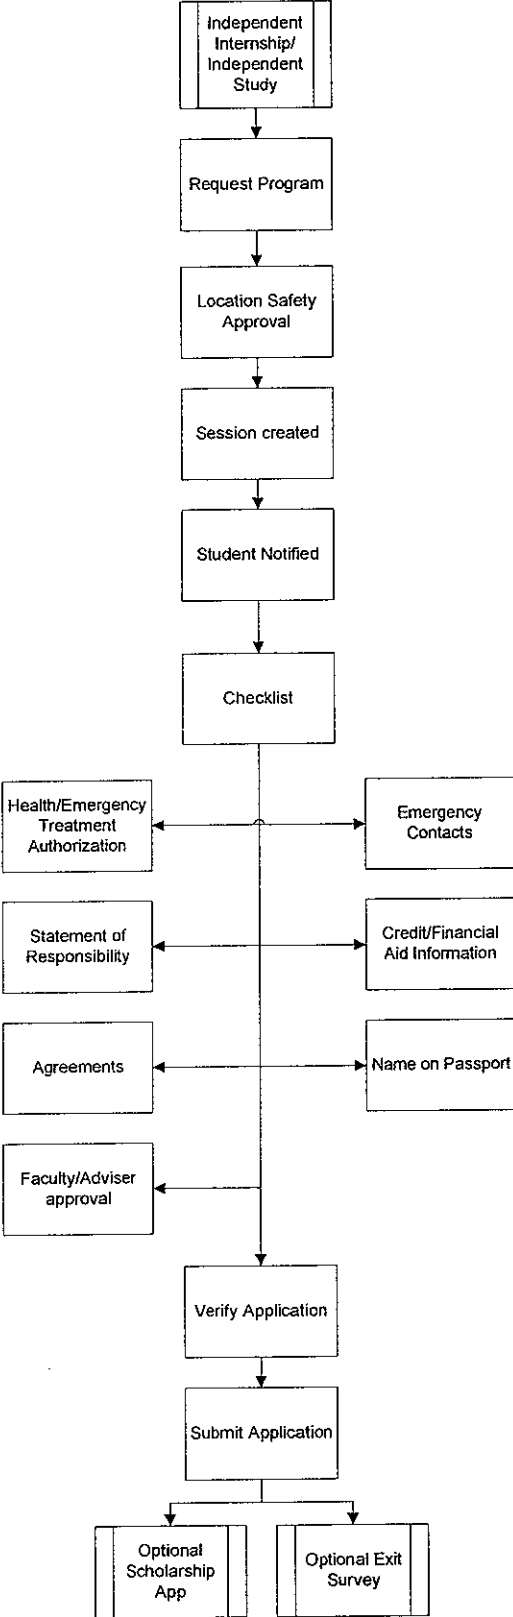 Independent
Internship/
Independent
Study
Request Program
Location Safety
Approval
Session created
Student Notified
Checklist
Health/Emergency
Treatment
Authorization
Emergency
Contacts
Statement of
Responsibility
Credit/Financial
Aid Information
Agreements
Name on Passport
Faculty/Adviser
approval
Verify Application
Submit Application
Optional
Scholarship
App
Optional Exit
Survey